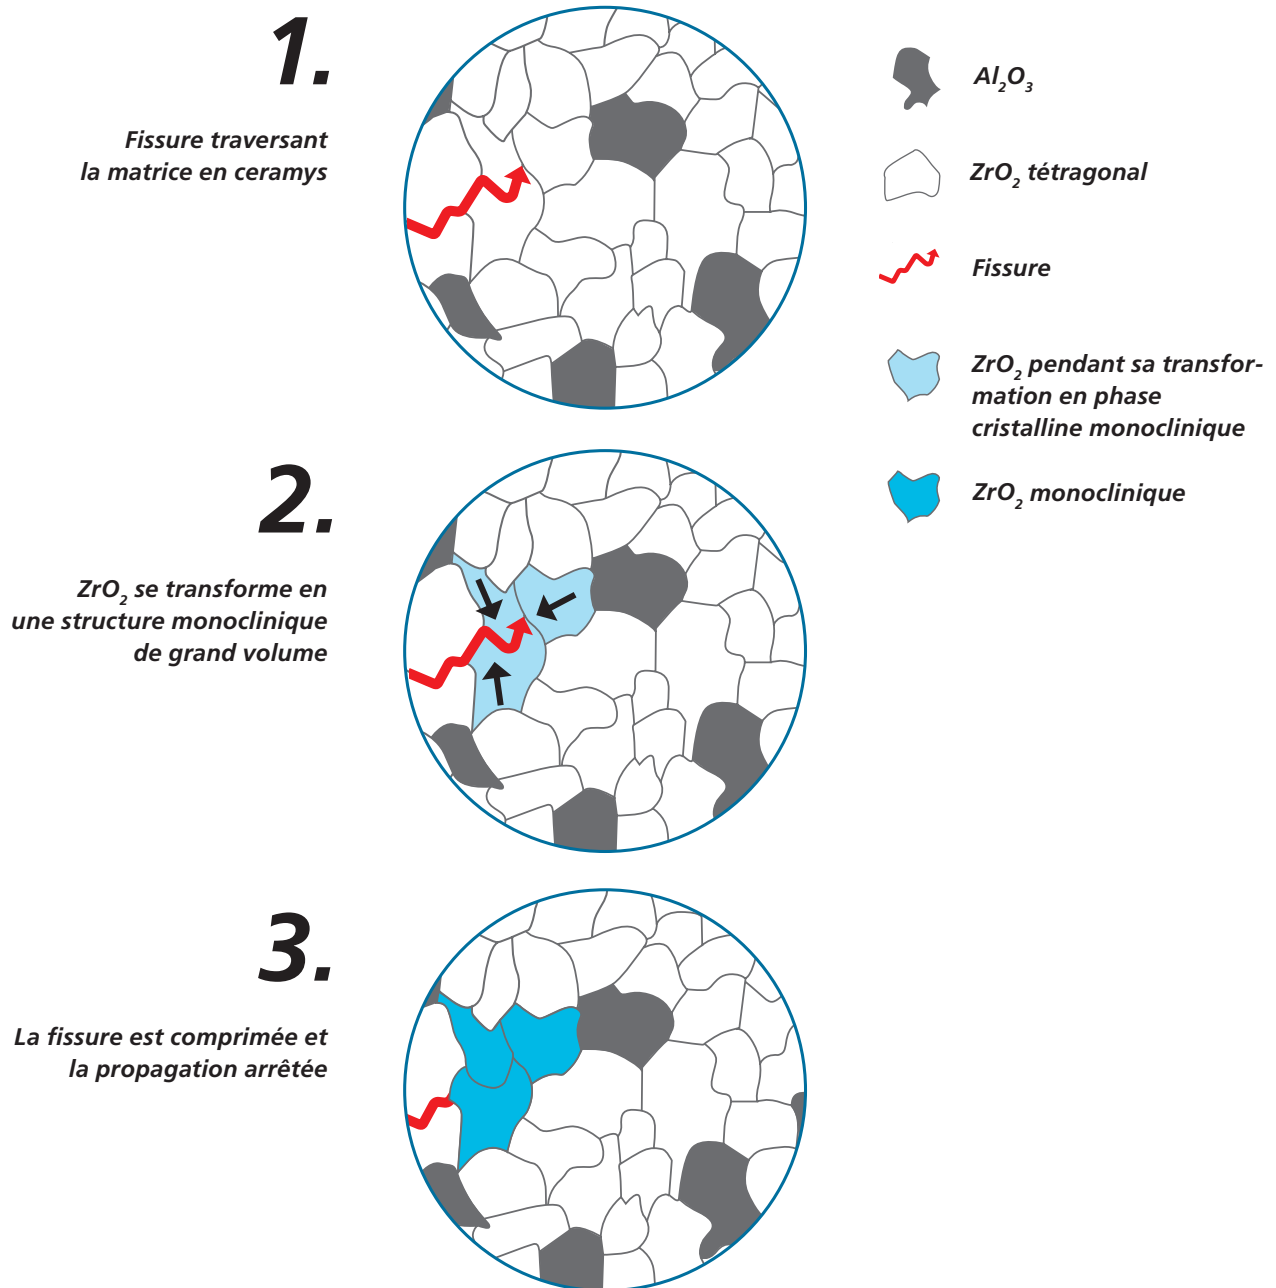 1.
Fissure traversant
la matrice en ceramys
2.
ZrO₂ se transforme en
une structure monoclinique
de grand volume
3.
La fissure est comprimée et
la propagation arrêtée
Al₂O₃
ZrO₂ tétragonal
Fissure
ZrO₂ pendant sa transfor-
mation en phase
cristalline monoclinique
ZrO₂ monoclinique